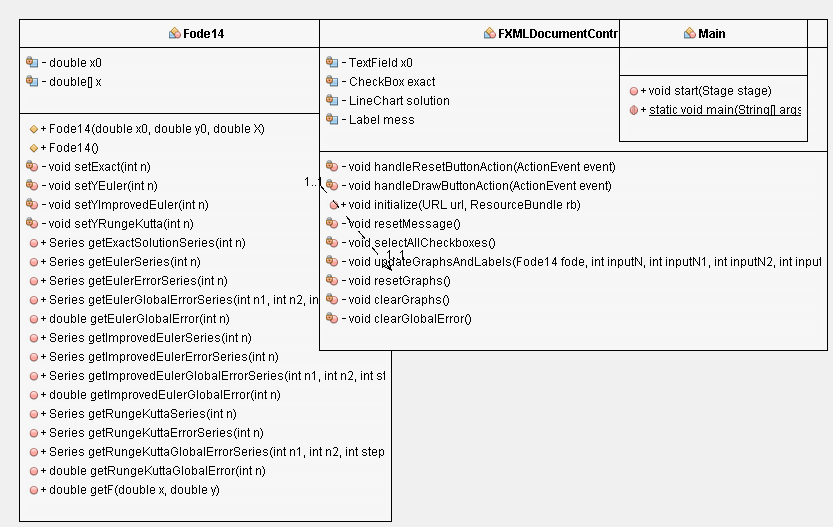 Fode14
- double x0
- double[] x
+ Fode14(double x0, double y0, double X)
+ Fode14()
- void setExact(int n)
- void setYEuler(int n)
- void setYImprovedEuler(int n)
- void setYRungeKutta(int n)
+ Series getExactSolutionSeries(int n)
+ Series getEulerSeries(int n)
+ Series getEulerErrorSeries(int n)
+ Series getEulerGlobalErrorSeries(int n1, int n2, in
+ double getEulerGlobalError(int n)
+ Series getImprovedEulerSeries(int n)
+ Series getImprovedEulerErrorSeries(int n)
+ Series getImprovedEulerGlobalErrorSeries(int n1, int n2, int st
+ double getImprovedEulerGlobalError(int n)
+ Series getRungeKuttaSeries(int n)
+ Series getRungeKuttaErrorSeries(int n)
+ Series getRungeKuttaGlobalErrorSeries(int n1, int n2, int step
+ double getRungeKuttaGlobalError(int n)
+ double getF(double x, double y)
FXMLDocumentContr
- TextField x0
- CheckBox exact
- LineChart solution
- Label mess
- void handleResetButtonAction(ActionEvent event)
- void handleDrawButtonAction(ActionEvent event)
1..1
+ void initialize(URL url, ResourceBundle rb)
- void resetMessage()
- void selectAllCheckboxes()
1..1
- void updateGraphsAndLabels(Fode14 fode, int inputN, int inputN1, int inputN2, int input
- void resetGraphs()
- void clearGraphs()
- void clearGlobalError()
Main
+ void start(Stage stage)
+ static void main(String[] args